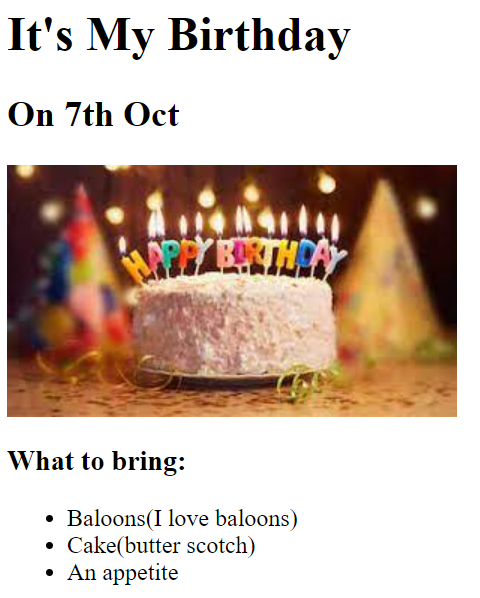 It's My Birthday
On 7th Oct
HAPPY BIRTHDAY
What to bring:
Baloons(I love baloons)
Cake(butter scotch)
An appetite